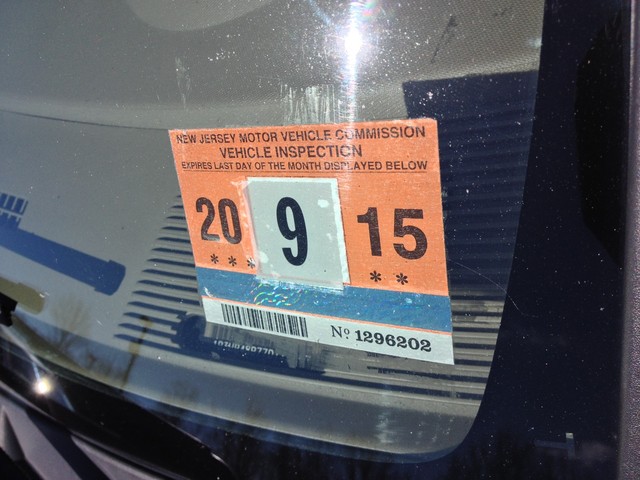 NEW JERSEY MOTOR VEHICLE COMMISSION
VEHICLE INSPECTION
EXPIRES LAST DAY OF THE MONTH DISPLAYED BELOW
20 9 15
*** **
No. 1296202